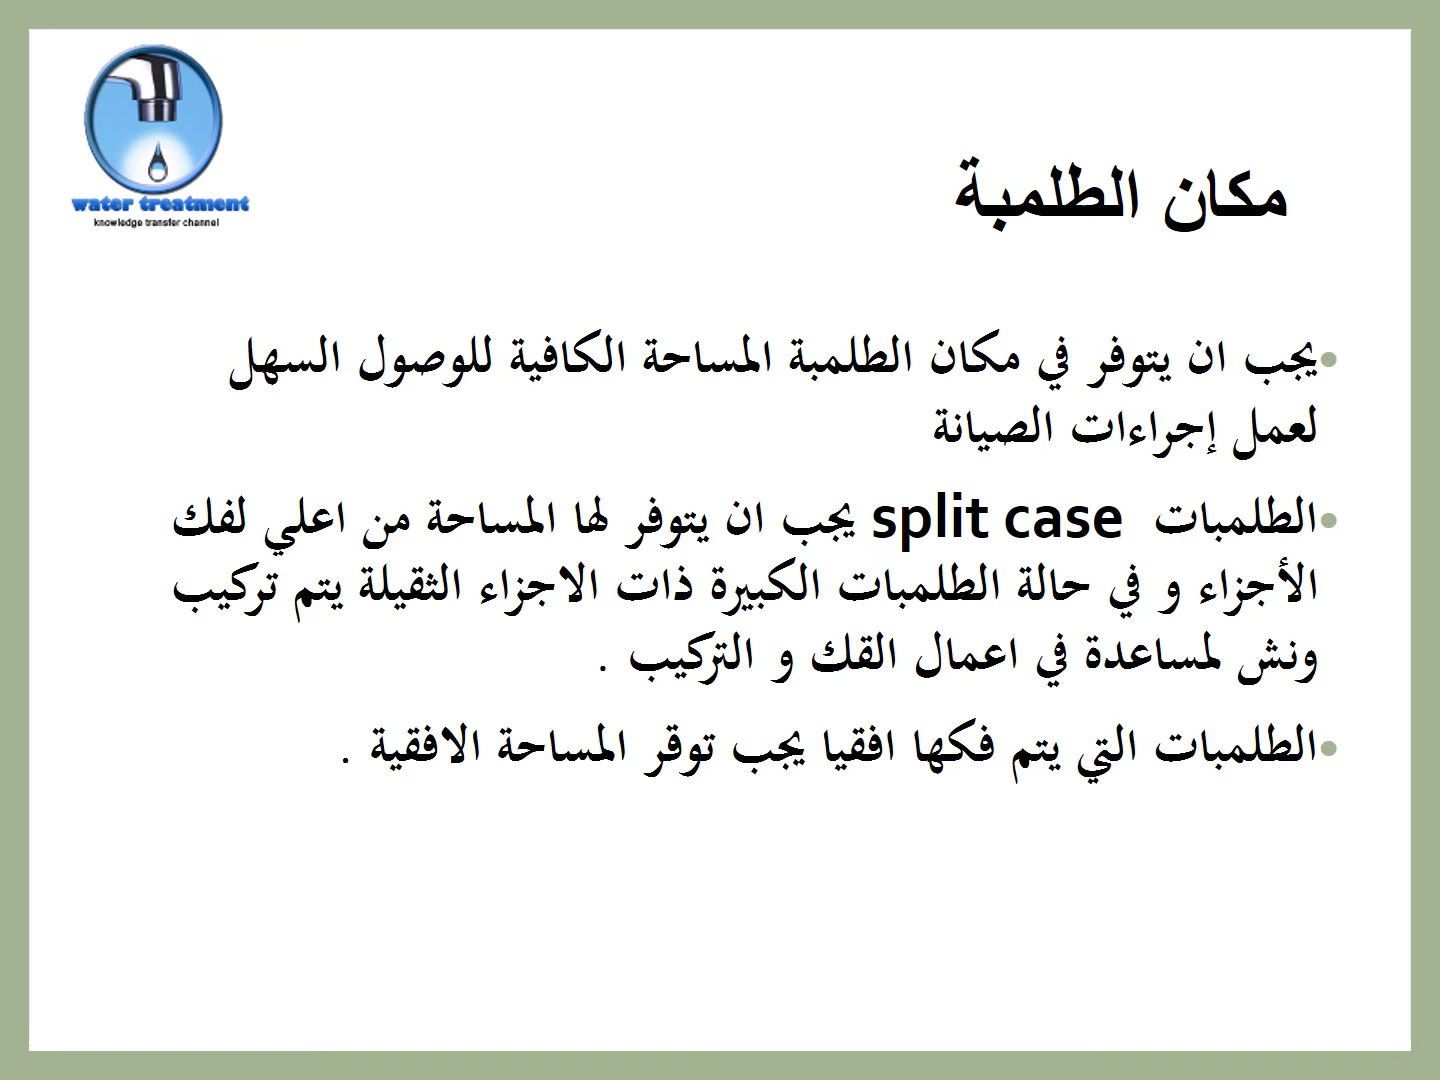 water treatment
knowledge transfer channel
مكان الطلمبة
•يجب ان يتوفر في مكان الطلمبة المساحة الكافية للوصول السهل
لعمل إجراءات الصيانة
•الطلمبات split case يجب ان يتوفر لها المساحة من اعلي لفك
الأجزاء و في حالة الطلمبات الكبيرة ذات الاجزاء الثقيلة يتم تركيب
ونش لمساعدة في اعمال القك و التركيب .
•الطلمبات التي يتم فكها افقيا يجب توقر المساحة الافقية .